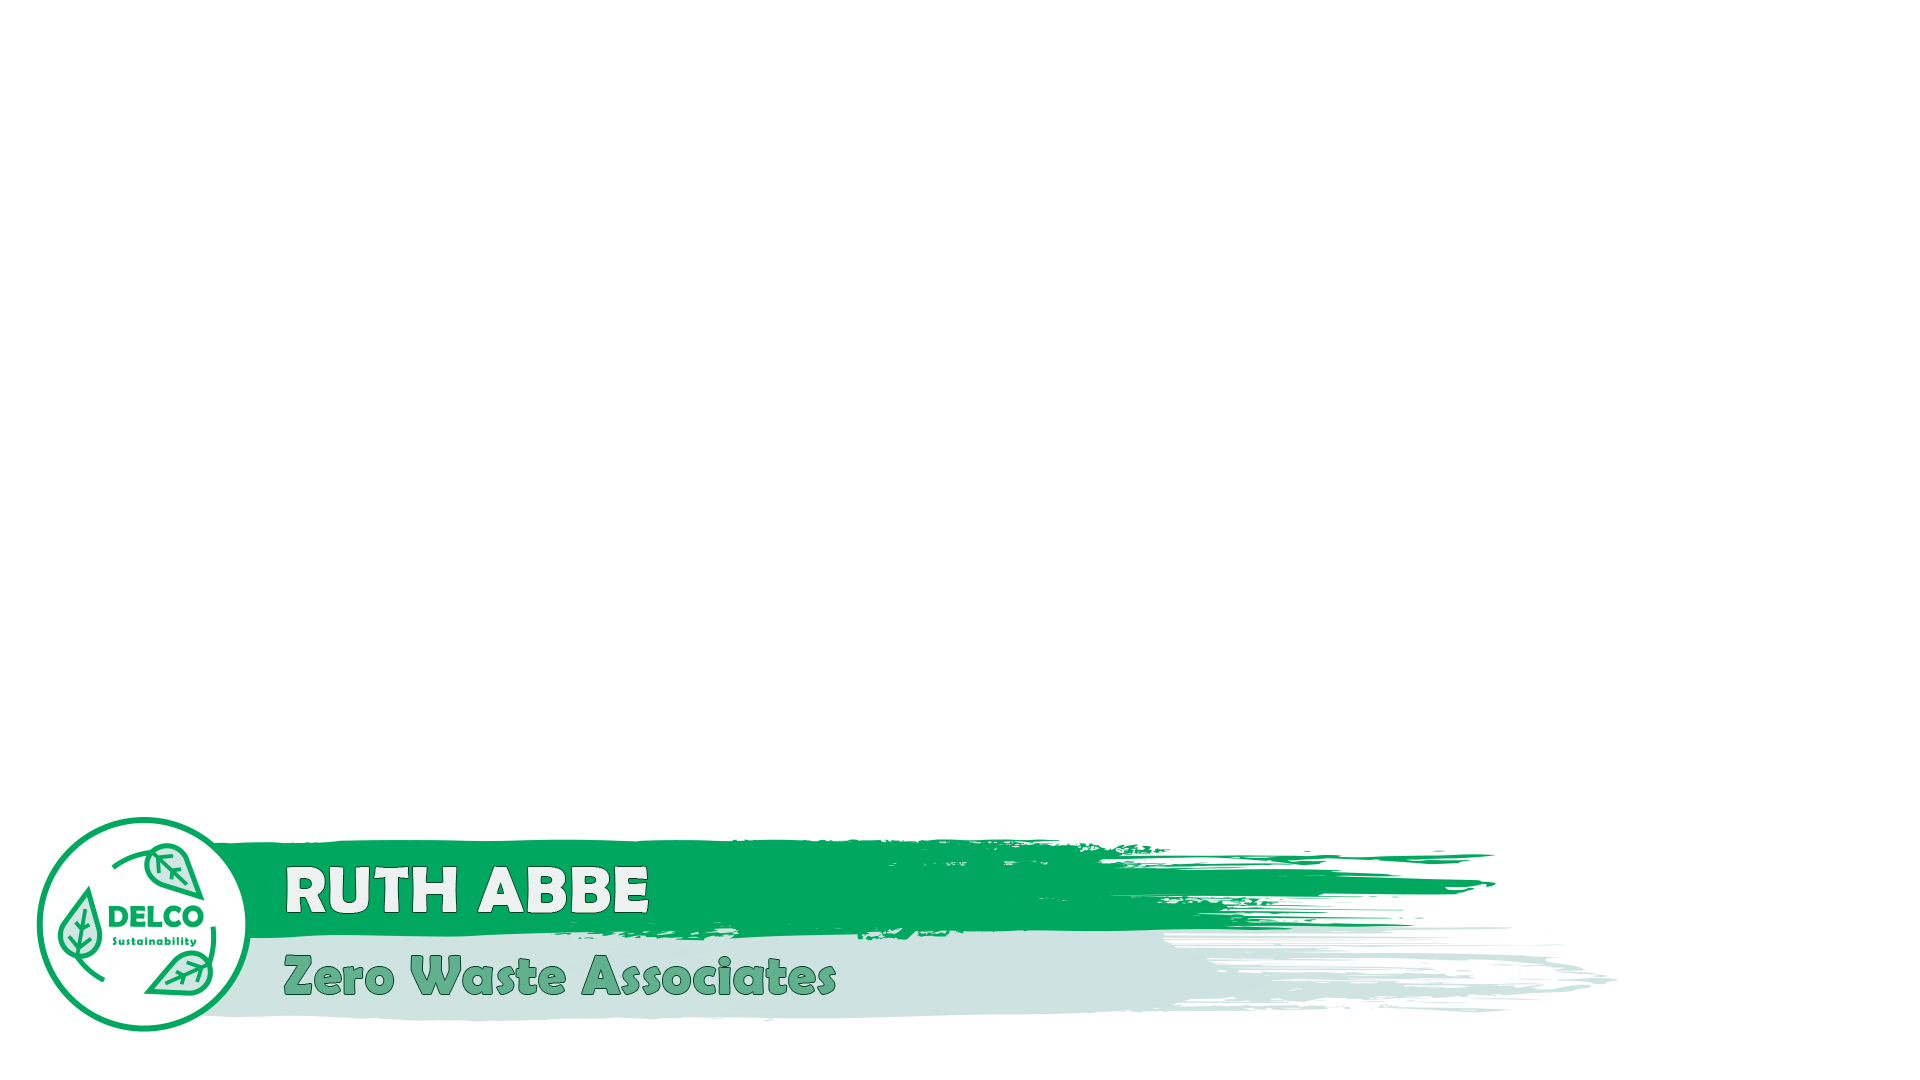 RUTH ABBE
DELCO
Sustainability
Zero Waste Associates